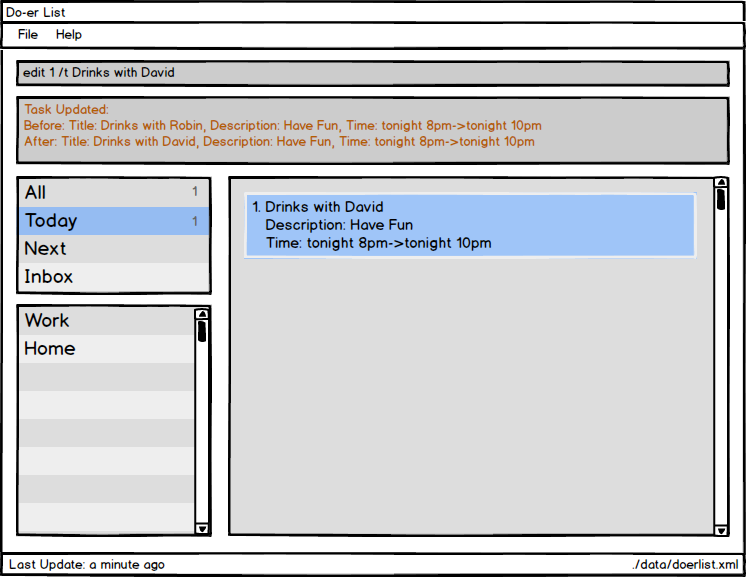 Do-er List
File Help
edit 1 /t Drinks with David
Task Updated:
Before: Title: Drinks with Robin, Description: Have Fun, Time: tonight 8pm->tonight 10pm
After: Title: Drinks with David, Description: Have Fun, Time: tonight 8pm->tonight 10pm
All 1
Today 1
Next
Inbox
Work
Home
1. Drinks with David
Description: Have Fun
Time: tonight 8pm->tonight 10pm
Last Update: a minute ago
./data/doerlist.xml